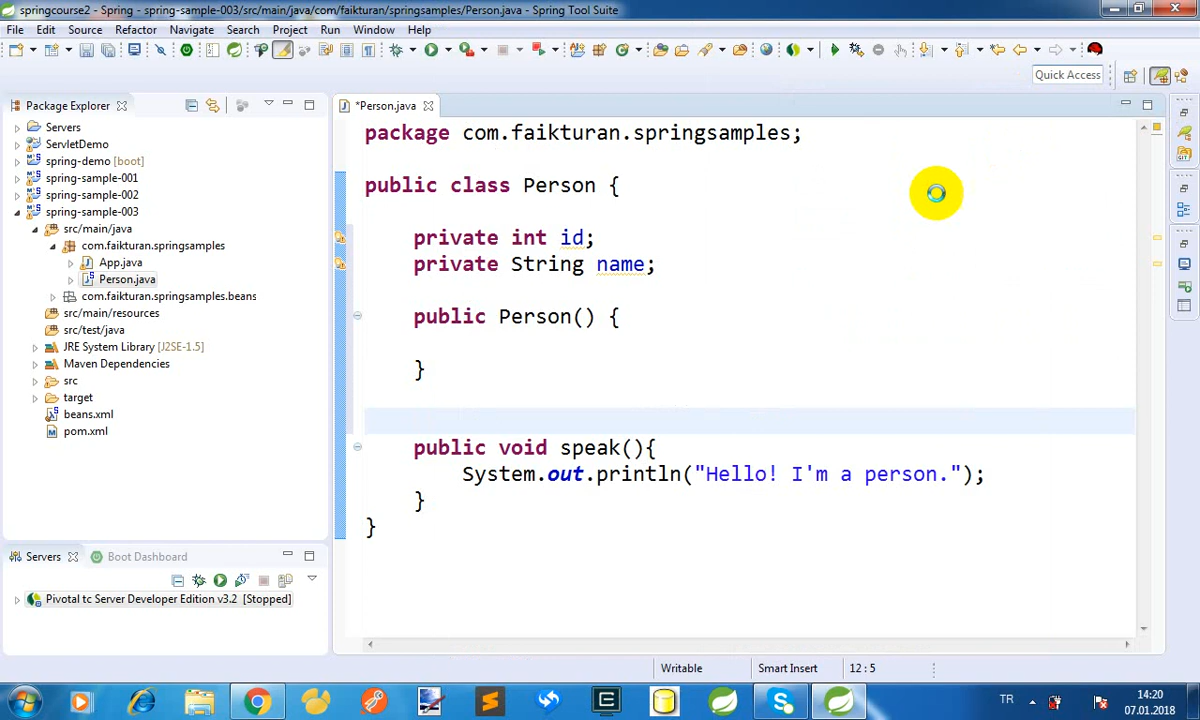 springcourse2 - Spring - spring-sample-003/src/main/java/com/faikturan/springsamples/Person.java - Spring Tool Suite
File Edit Source Refactor Navigate Search Project Run Window Help
Quick Access
Package Explorer
*Person.java
Servers
ServletDemo
spring-demo [boot]
spring-sample-001
spring-sample-002
spring-sample-003
src/main/java
com.faikturan.springsamples
App.java
Person.java
com.faikturan.springsamples.beans
src/main/resources
src/test/java
JRE System Library [J2SE-1.5]
Maven Dependencies
src
target
beans.xml
pom.xml
package com.faikturan.springsamples;
public class Person {
private int id;
private String name;
public Person() {
}
public void speak(){
System.out.println("Hello! I'm a person.");
}
}
Servers Boot Dashboard
Pivotal tc Server Developer Edition v3.2 [Stopped]
Writable Smart Insert 12 : 5
TR 14:20
07.01.2018